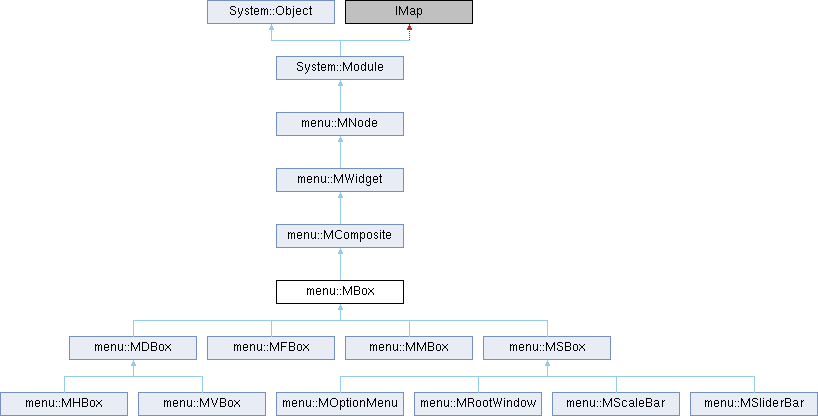 System::Object
IMap
System::Module
menu::MNode
menu::MWidget
menu::MComposite
menu::MBox
menu::MDBox
menu::MFBox
menu::MMBox
menu::MSBox
menu::MHBox
menu::MVBox
menu::MOptionMenu
menu::MRootWindow
menu::MScaleBar
menu::MSliderBar